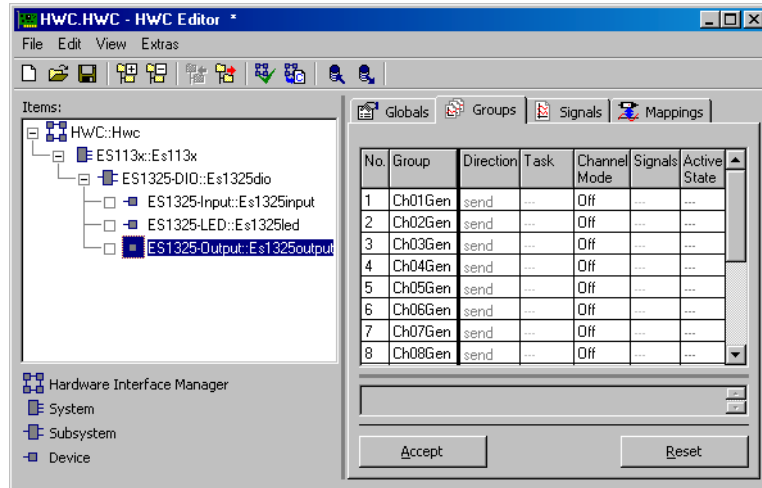 HWC.HWC - HWC Editor *
File Edit View Extras
Items:
HWC::Hwc
ES113x::Es113x
ES1325-DIO::Es1325dio
ES1325-Input::Es1325input
ES1325-LED::Es1325led
ES1325-Output::Es1325output
Hardware Interface Manager
System
Subsystem
Device
Globals Groups Signals Mappings
No. Group Direction Task Channel Mode Signals Active State
1 Ch01Gen send --- Off --- ---
2 Ch02Gen send --- Off --- ---
3 Ch03Gen send --- Off --- ---
4 Ch04Gen send --- Off --- ---
5 Ch05Gen send --- Off --- ---
6 Ch06Gen send --- Off --- ---
7 Ch07Gen send --- Off --- ---
8 Ch08Gen send --- Off --- ---
Accept Reset